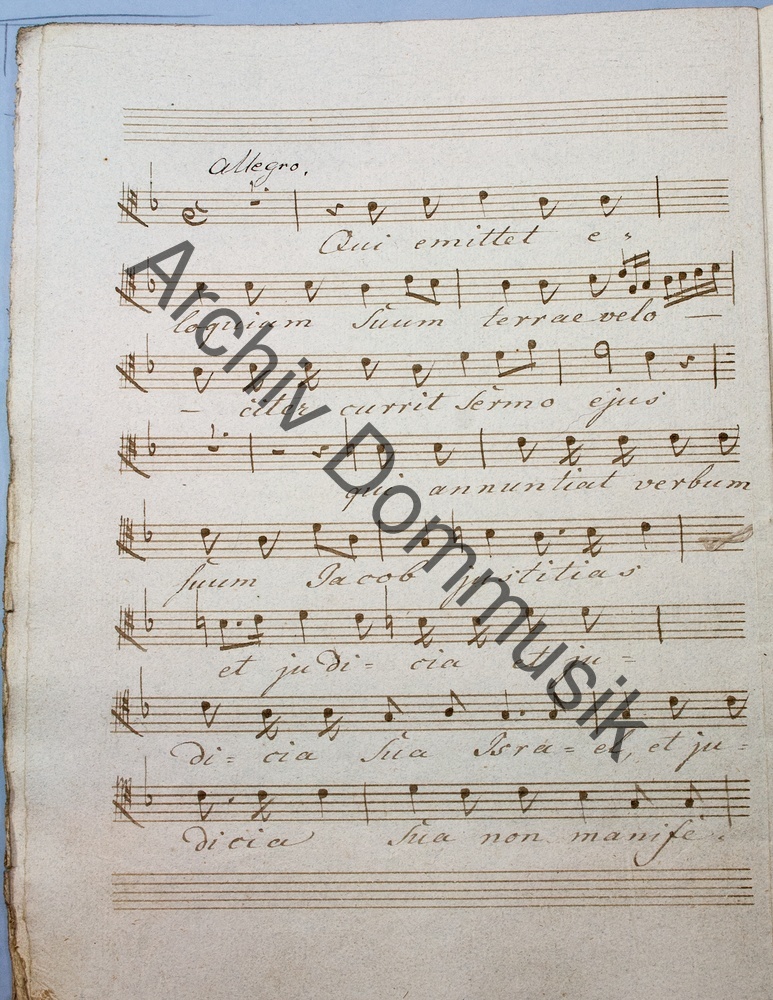 Allegro.
Qui emittet e -
loquium Suum terrae velo —
— citer currit Sermo ejus
qui annuntiat verbum
suum Jacob justitias
et judi = cia et ju =
di = cia Sua Isra = el, et ju =
dicia Sua non manife -
Archiv Dommusik